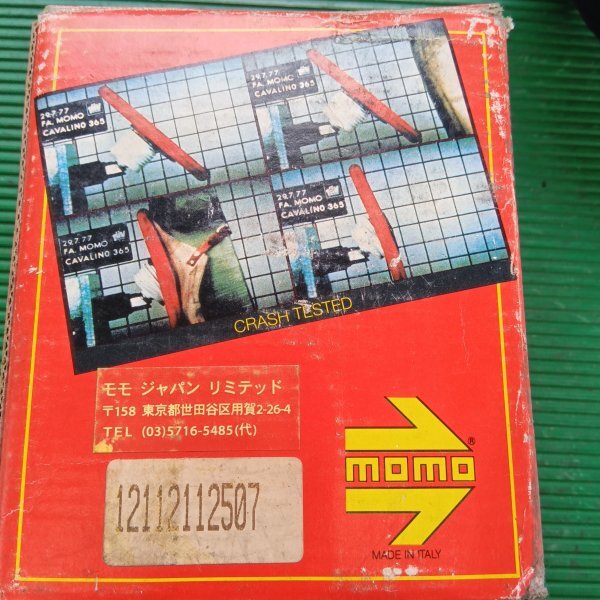 29.7.77
FA. MOMO
CAVALINO 365
29.7.77
FA. MOMO
CAVALINO 365
29.7.77
FA. MOMO
CAVALINO 365
29.7.77
FA. MOMO
CAVALINO 365
CRASH TESTED
モモ ジャパン リミテッド
〒158 東京都世田谷区用賀2-26-4
TEL (03)5716-5485(代)
12112112507
momo®
MADE IN ITALY